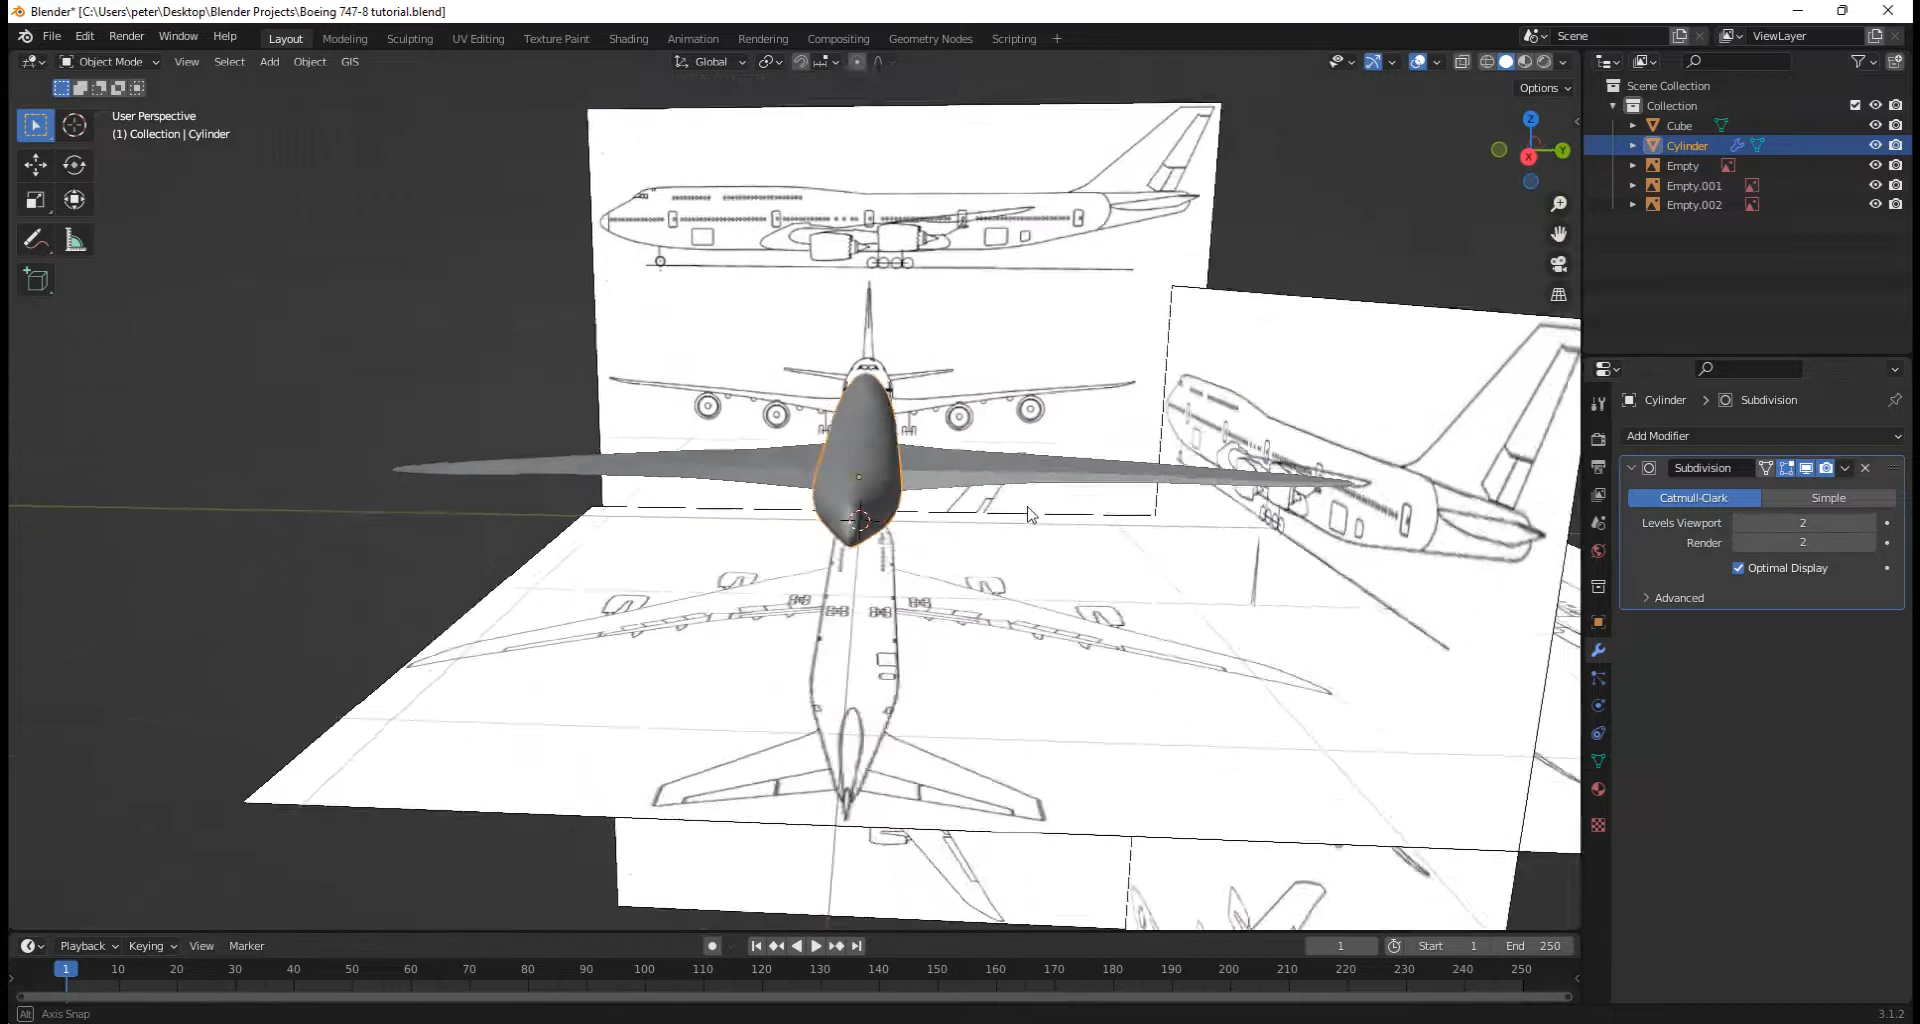 Blender* [C:\Users\peter\Desktop\Blender Projects\Boeing 747-8 tutorial.blend]
File Edit Render Window Help
Layout Modeling Sculpting UV Editing Texture Paint Shading Animation Rendering Compositing Geometry Nodes Scripting +
Scene
ViewLayer
Object Mode View Select Add Object GIS
Global
Options
User Perspective
(1) Collection | Cylinder
Z
Y
X
Scene Collection
Collection
Cube
Cylinder
Empty
Empty.001
Empty.002
Cylinder > Subdivision
Add Modifier
Subdivision
Catmull-Clark Simple
Levels Viewport 2
Render 2
Optimal Display
Advanced
Playback Keying View Marker
1
Start 1 End 250
1 10 20 30 40 50 60 70 80 90 100 110 120 130 140 150 160 170 180 190 200 210 220 230 240 250
Alt Axis Snap
3.1.2